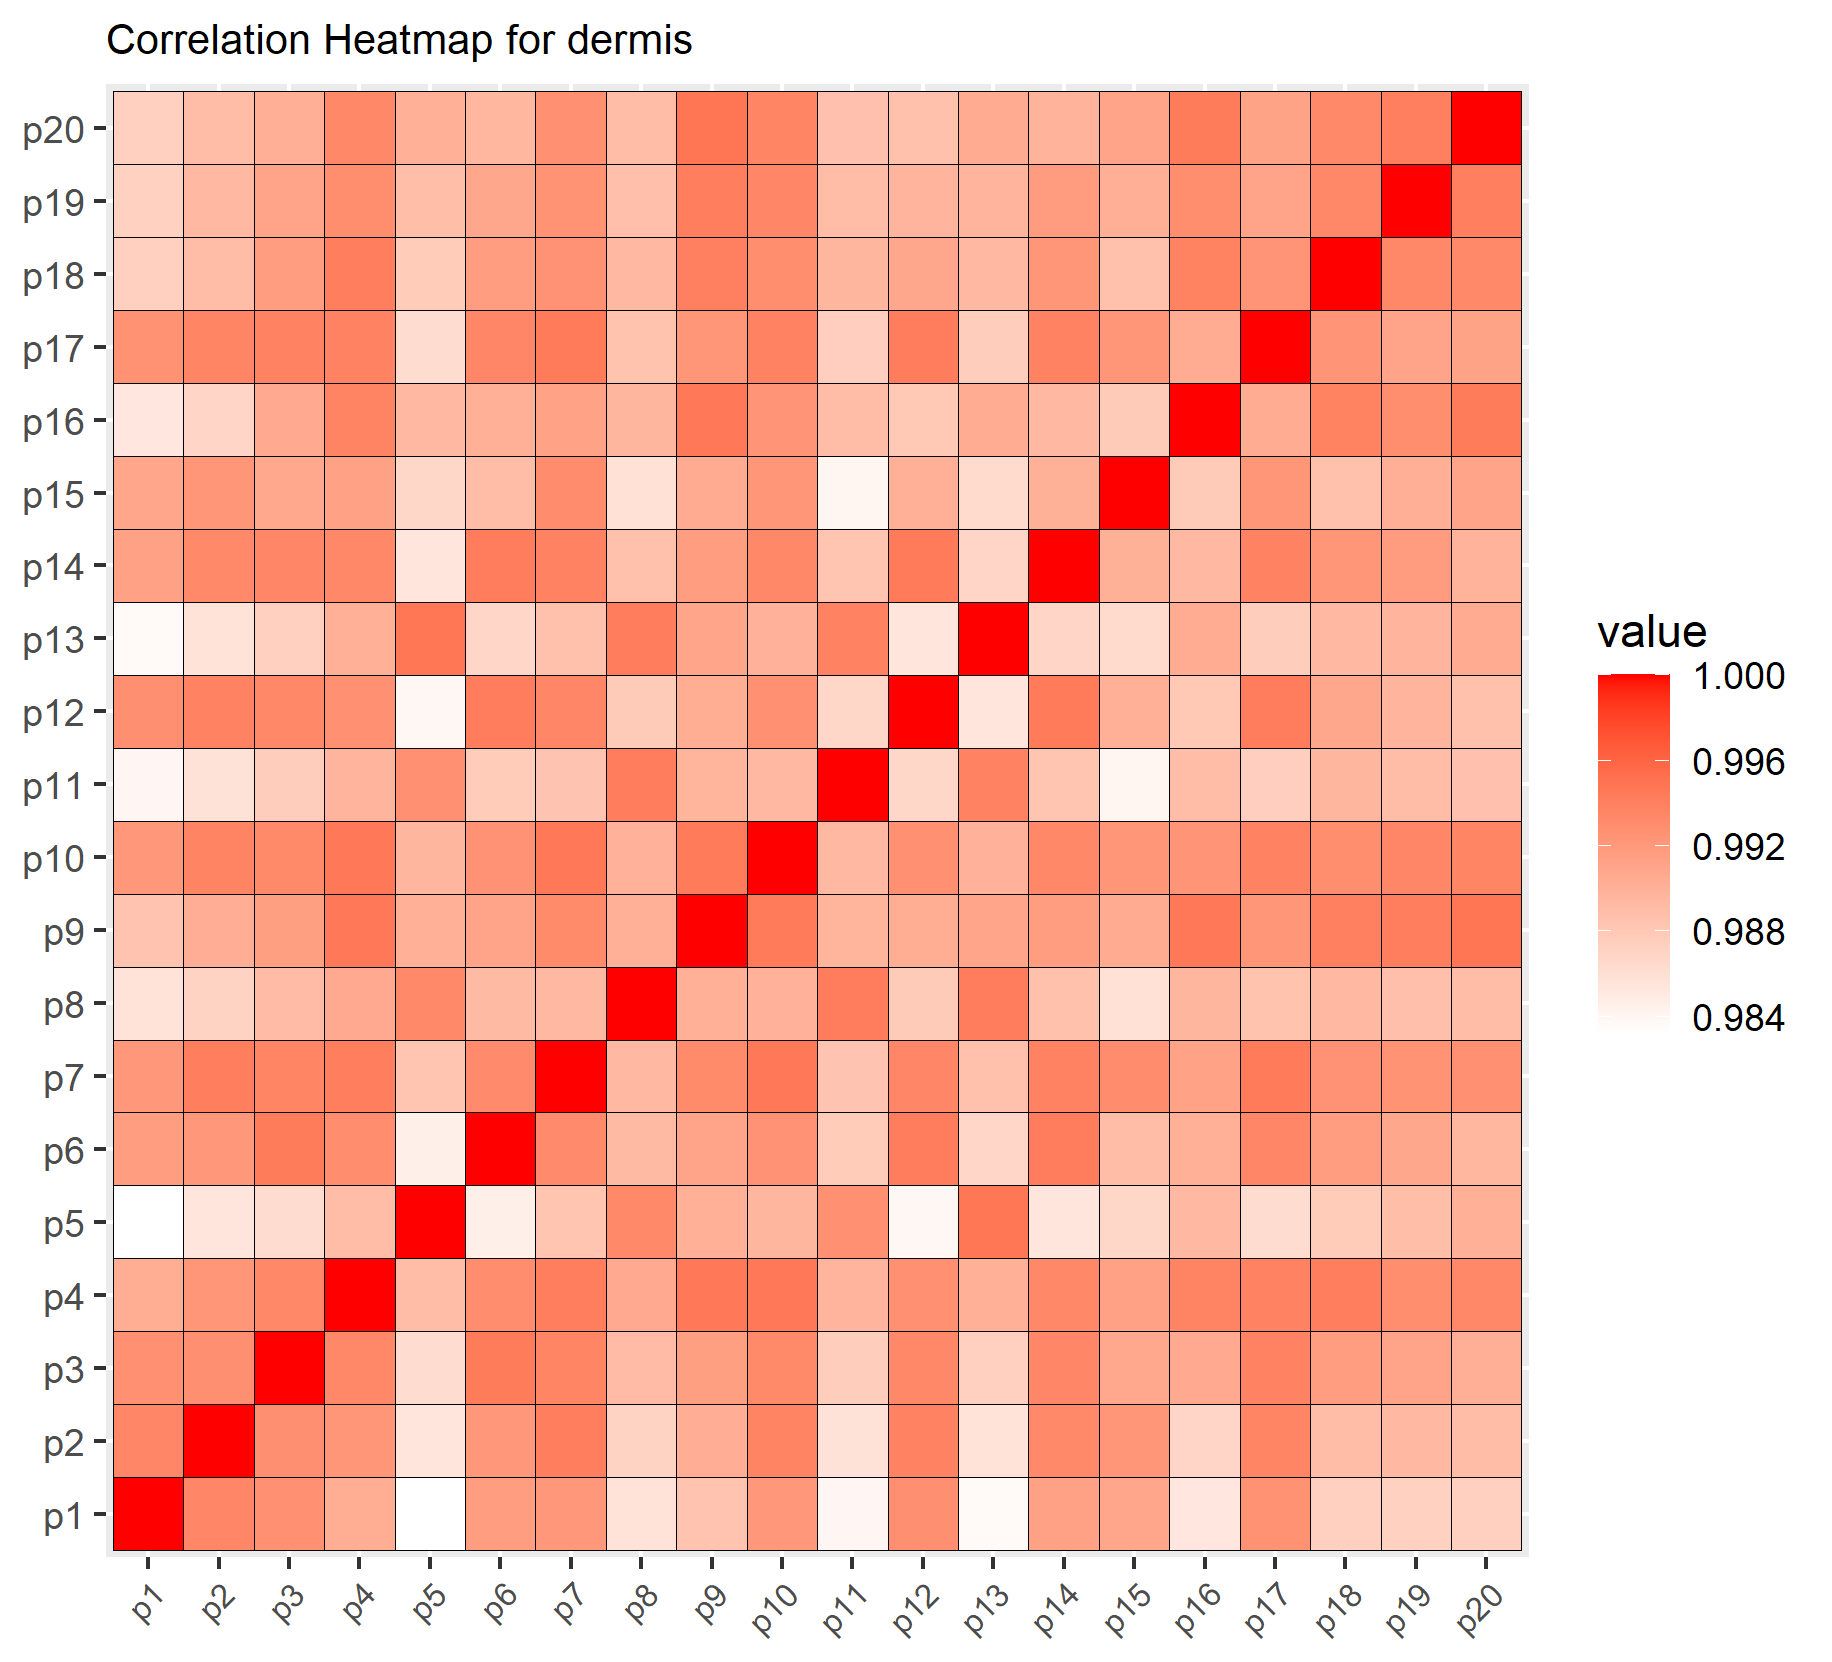 Correlation Heatmap for dermis
p20
p19
p18
p17
p16
p15
p14
p13
p12
p11
p10
p9
p8
p7
p6
p5
p4
p3
p2
p1
p1 p2 p3 p4 p5 p6 p7 p8 p9 p10 p11 p12 p13 p14 p15 p16 p17 p18 p19 p20
value
1.000
0.996
0.992
0.988
0.984